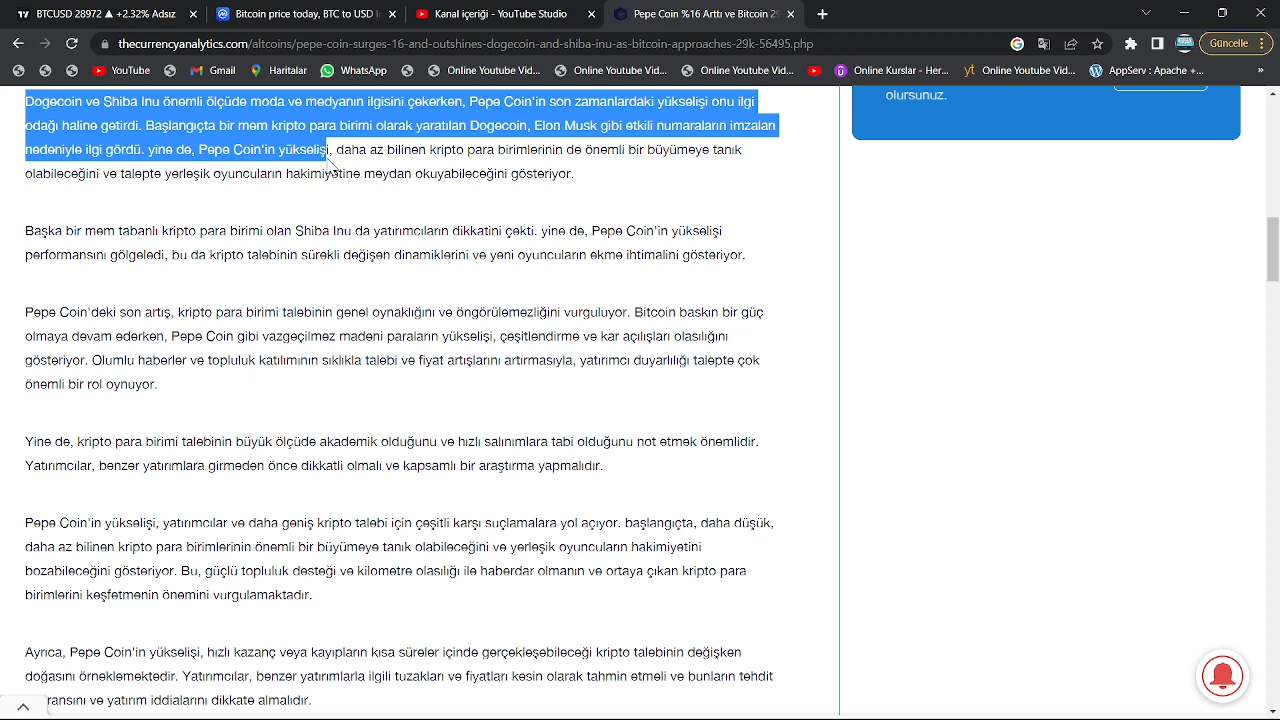 BTCUSD 28972 ▲ +2.32% Adsız
Bitcoin price today, BTC to USD li
Kanal içeriği - YouTube Studio
Pepe Coin %16 Arttı ve Bitcoin 29
thecurrencyanalytics.com/altcoins/pepe-coin-surges-16-and-outshines-dogecoin-and-shiba-inu-as-bitcoin-approaches-29k-56495.php
Güncelle
YouTube
Gmail
Haritalar
WhatsApp
Online Youtube Vid...
Online Youtube Vid...
Online Youtube Vid...
Online Kurslar - Her...
Online Youtube Vid...
AppServ : Apache +...
»
Dogecoin ve Shiba Inu önemli ölçüde moda ve medyanın ilgisini çekerken, Pepe Coin'in son zamanlardaki yükselişi onu ilgi
odağı haline getirdi. Başlangıçta bir mem kripto para birimi olarak yaratılan Dogecoin, Elon Musk gibi etkili numaraların imzaları
nedeniyle ilgi gördü. yine de, Pepe Coin'in yükselişi, daha az bilinen kripto para birimlerinin de önemli bir büyümeye tanık
olabileceğini ve talepte yerleşik oyuncuların hakimiyetine meydan okuyabileceğini gösteriyor.
Başka bir mem tabanlı kripto para birimi olan Shiba Inu da yatırımcıların dikkatini çekti. yine de, Pepe Coin'in yükselişi
performansını gölgeledi, bu da kripto talebinin sürekli değişen dinamiklerini ve yeni oyuncuların ekme ihtimalini gösteriyor.
Pepe Coin'deki son artış, kripto para birimi talebinin genel oynaklığını ve öngörülemezliğini vurguluyor. Bitcoin baskın bir güç
olmaya devam ederken, Pepe Coin gibi vazgeçilmez madeni paraların yükselişi, çeşitlendirme ve kar açılışları olasılığını
gösteriyor. Olumlu haberler ve topluluk katılımının sıklıkla talebi ve fiyat artışlarını artırmasıyla, yatırımcı duyarlılığı talepte çok
önemli bir rol oynuyor.
Yine de, kripto para birimi talebinin büyük ölçüde akademik olduğunu ve hızlı salınımlara tabi olduğunu not etmek önemlidir.
Yatırımcılar, benzer yatırımlara girmeden önce dikkatli olmalı ve kapsamlı bir araştırma yapmalıdır.
Pepe Coin'in yükselişi, yatırımcılar ve daha geniş kripto talebi için çeşitli karşı suçlamalara yol açıyor. başlangıçta, daha düşük,
daha az bilinen kripto para birimlerinin önemli bir büyümeye tanık olabileceğini ve yerleşik oyuncuların hakimiyetini
bozabileceğini gösteriyor. Bu, güçlü topluluk desteği ve kilometre olasılığı ile haberdar olmanın ve ortaya çıkan kripto para
birimlerini keşfetmenin önemini vurgulamaktadır.
Ayrıca, Pepe Coin'in yükselişi, hızlı kazanç veya kayıpların kısa süreler içinde gerçekleşebileceği kripto talebinin değişken
doğasını örneklemektedir. Yatırımcılar, benzer yatırımlarla ilgili tuzakları ve fiyatları kesin olarak tahmin etmeli ve bunların tehdit
ransını ve yatırım iddialarını dikkate almalıdır.
olursunuz.